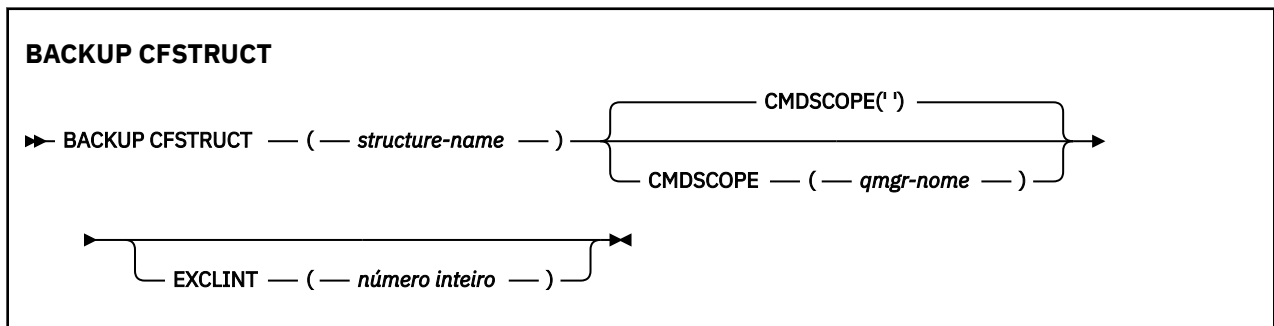 BACKUP CFSTRUCT
CMDSCOPE(' ')
BACKUP CFSTRUCT ( structure-name )
CMDSCOPE ( qmgr-nome )
EXCLINT ( número inteiro )